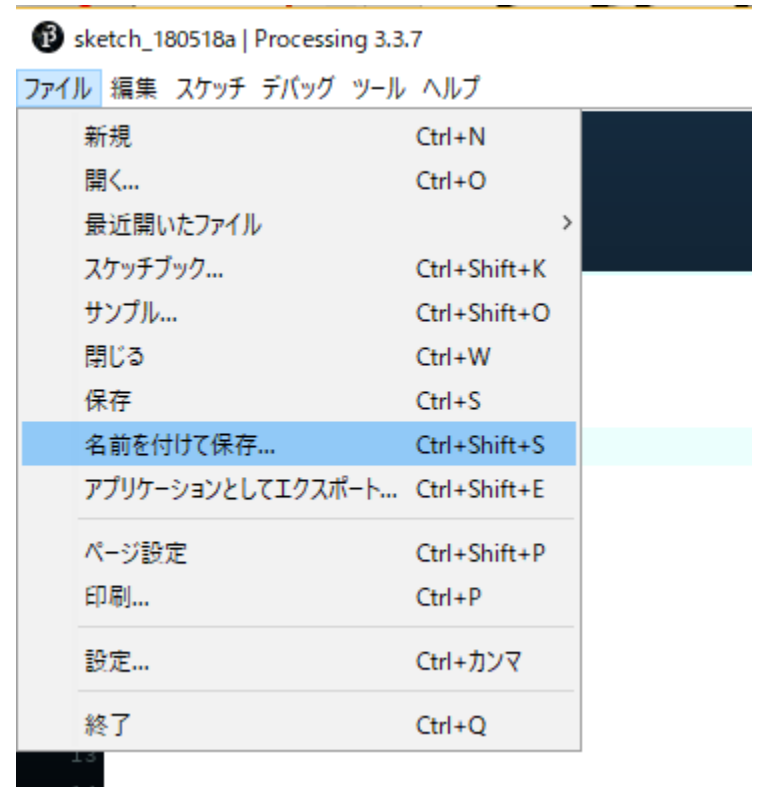 sketch_180518a | Processing 3.3.7
ファイル 編集 スケッチ デバッグ ツール ヘルプ
新規 Ctrl+N
開く... Ctrl+O
最近開いたファイル >
スケッチブック... Ctrl+Shift+K
サンプル... Ctrl+Shift+O
閉じる Ctrl+W
保存 Ctrl+S
名前を付けて保存... Ctrl+Shift+S
アプリケーションとしてエクスポート... Ctrl+Shift+E
ページ設定 Ctrl+Shift+P
印刷... Ctrl+P
設定... Ctrl+カンマ
終了 Ctrl+Q
13